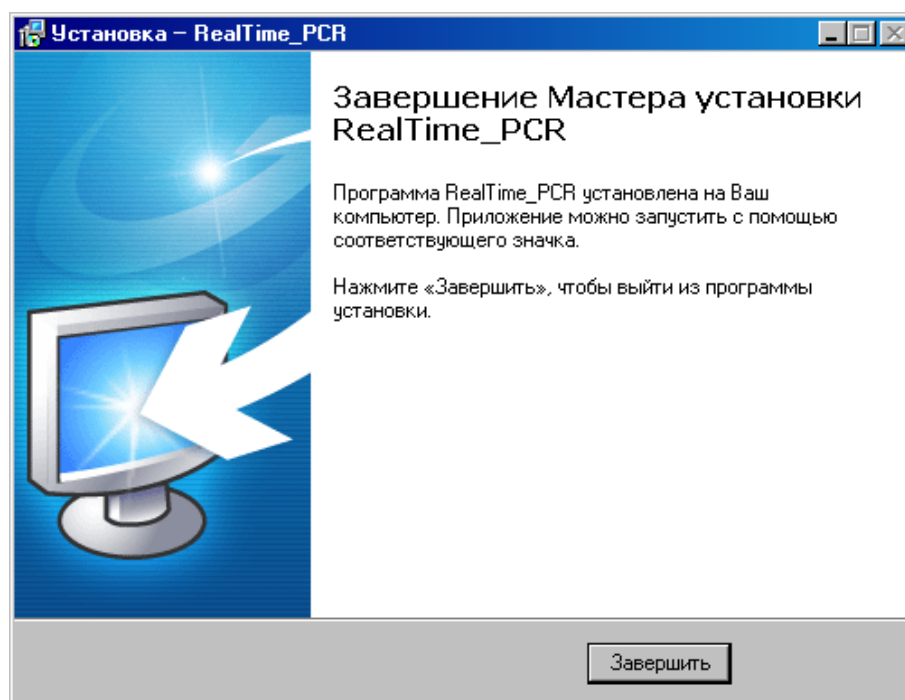 Установка – RealTime_PCR
Завершение Мастера установки
RealTime_PCR
Программа RealTime_PCR установлена на Ваш
компьютер. Приложение можно запустить с помощью
соответствующего значка.
Нажмите «Завершить», чтобы выйти из программы
установки.
Завершить